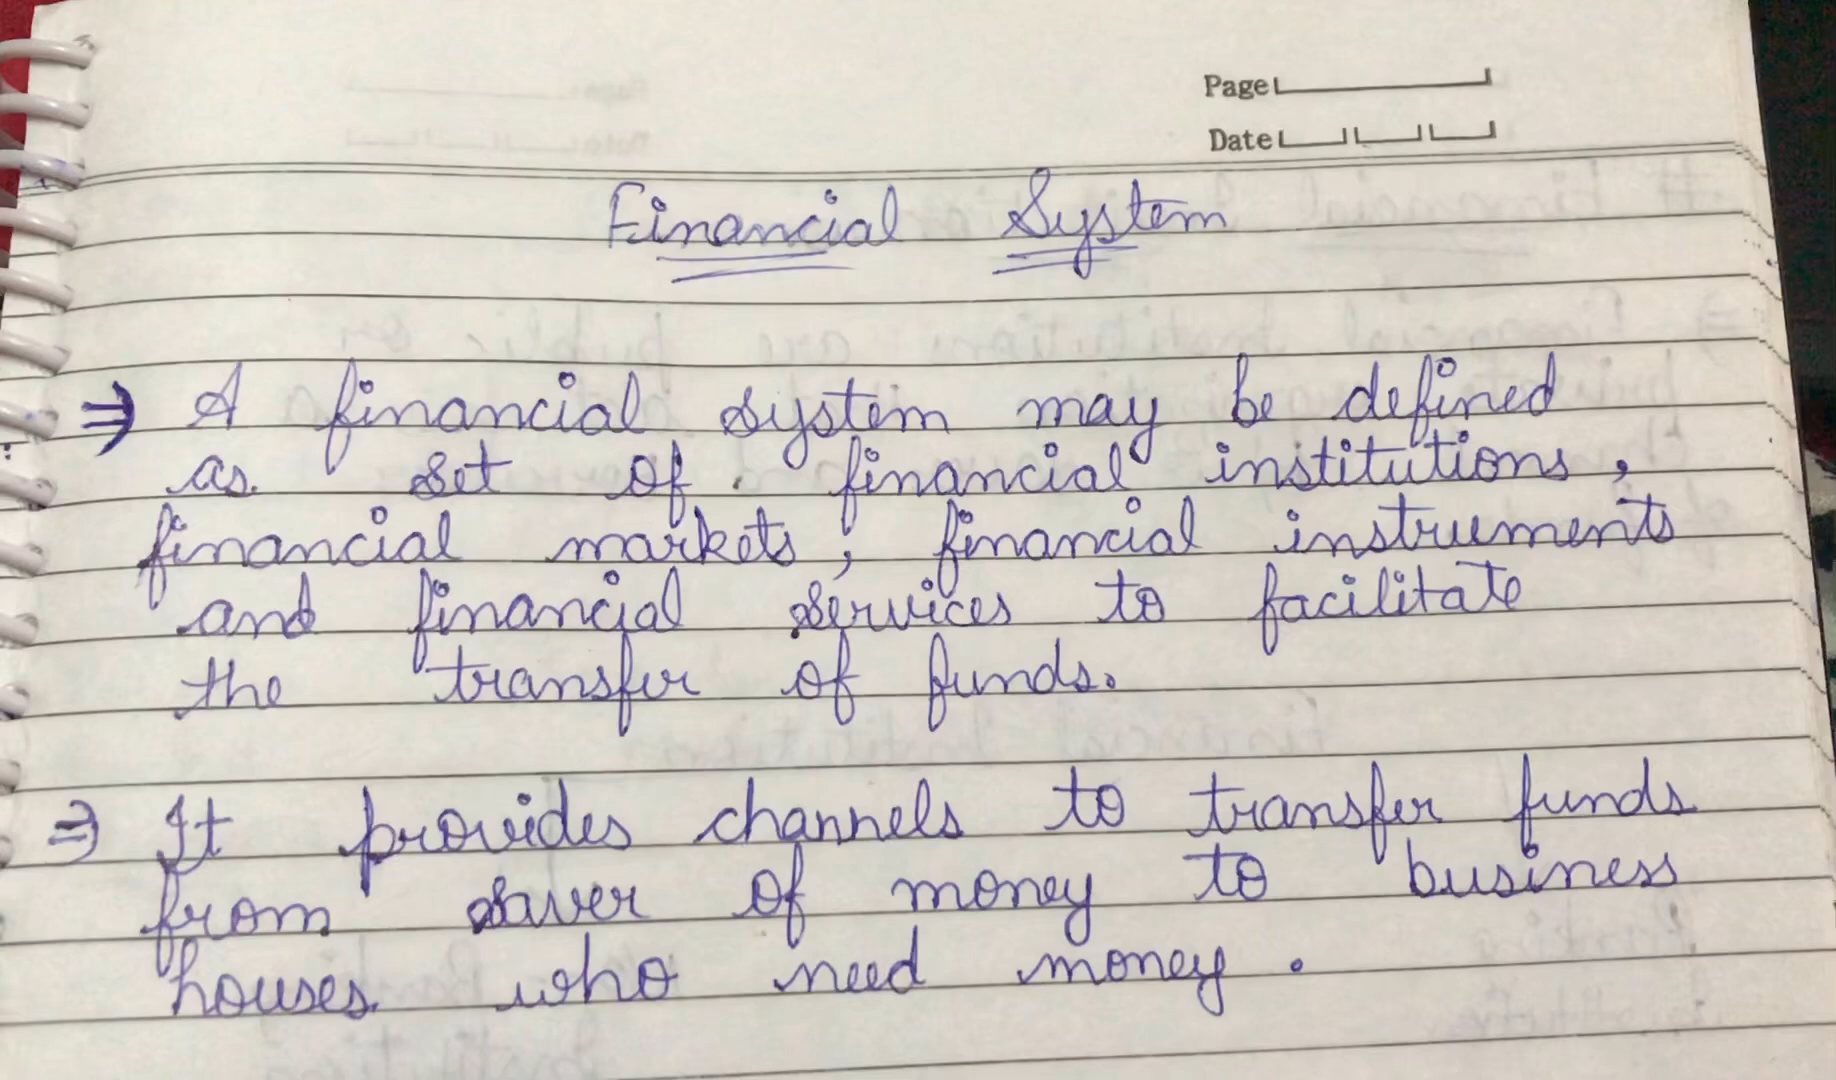 Page
Date
Financial System
⇒ A financial system may be defined
as set of financial institutions,
financial markets, financial instruments
and financial services to facilitate
the transfer of funds.
⇒ It provides channels to transfer funds
from saver of money to business
houses who need money.